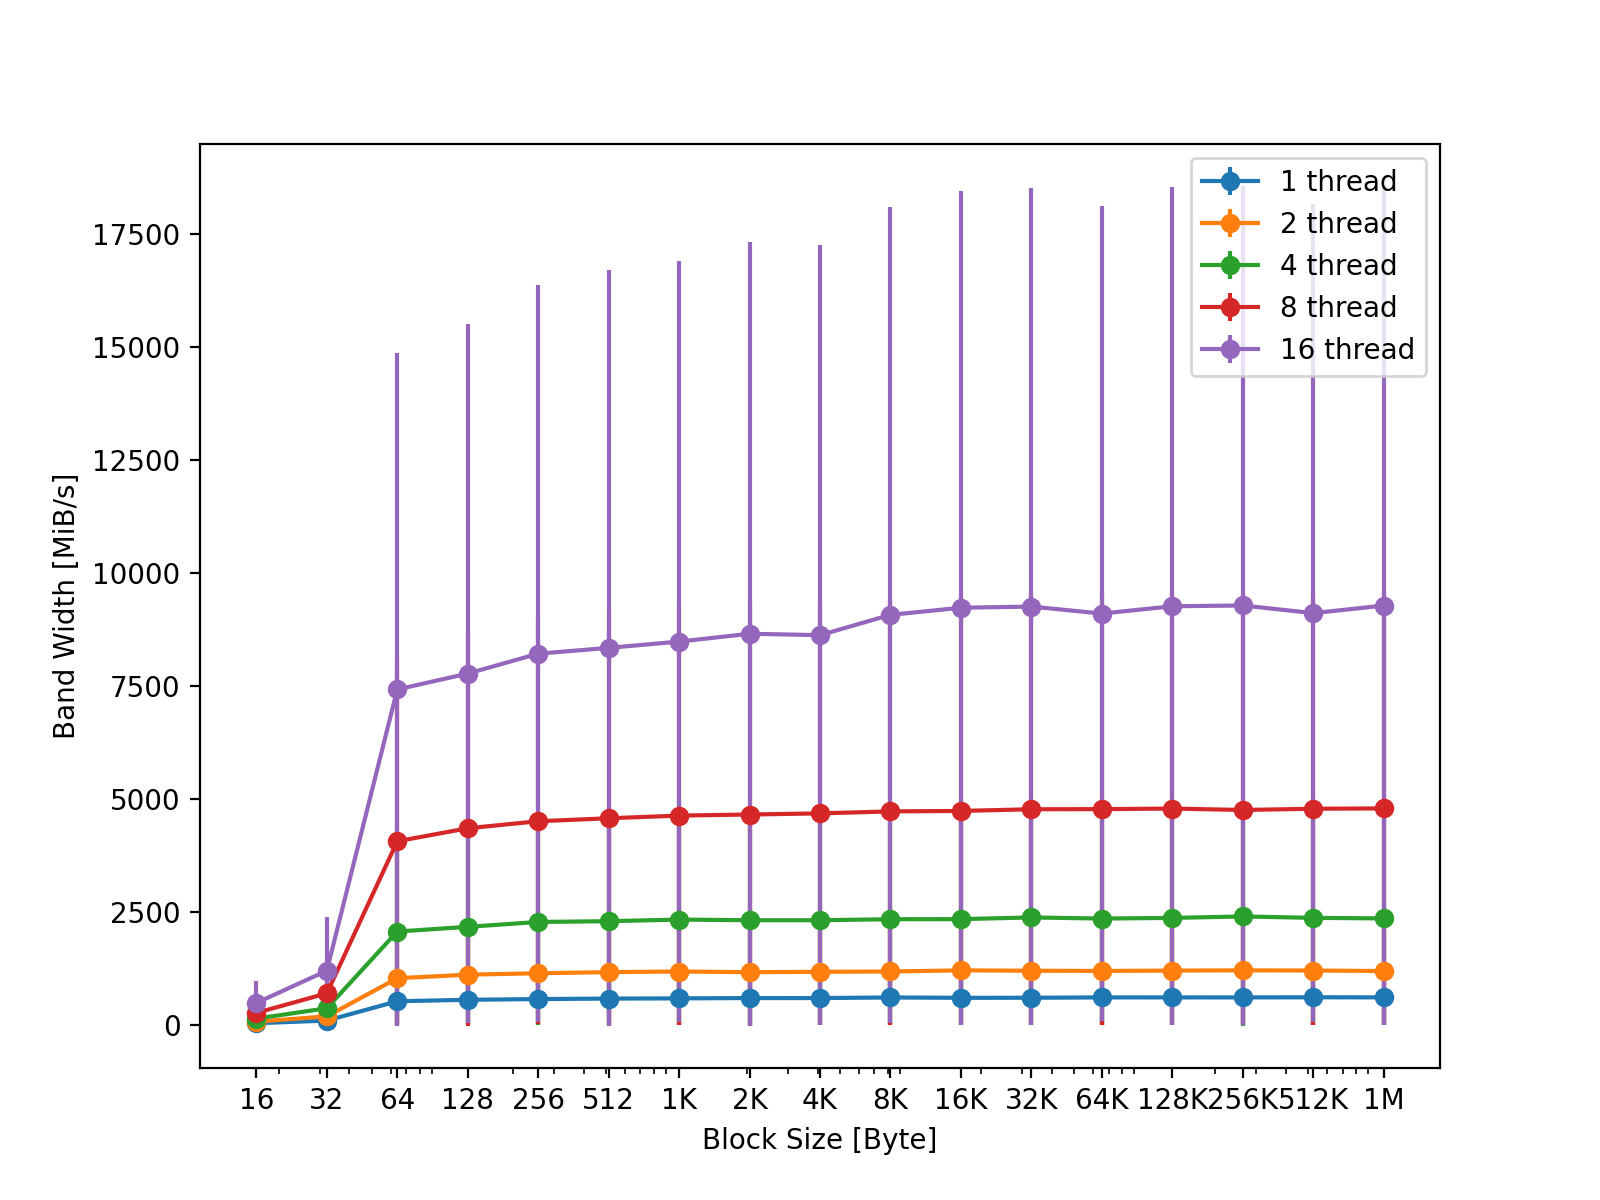 1 thread
2 thread
4 thread
8 thread
16 thread
17500
15000
12500
10000
7500
5000
2500
0
Band Width [MiB/s]
16 32 64 128 256 512 1K 2K 4K 8K 16K 32K 64K 128K 256K 512K 1M
Block Size [Byte]